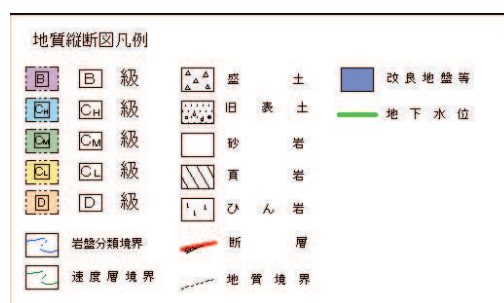 地質縦断図凡例
B B 級
CH CH 級
CM CM 級
CL CL 級
D D 級
岩盤分類境界
速度層境界
盛土
旧表土
砂岩
頁岩
ひん岩
断層
地質境界
改良地盤等
地下水位